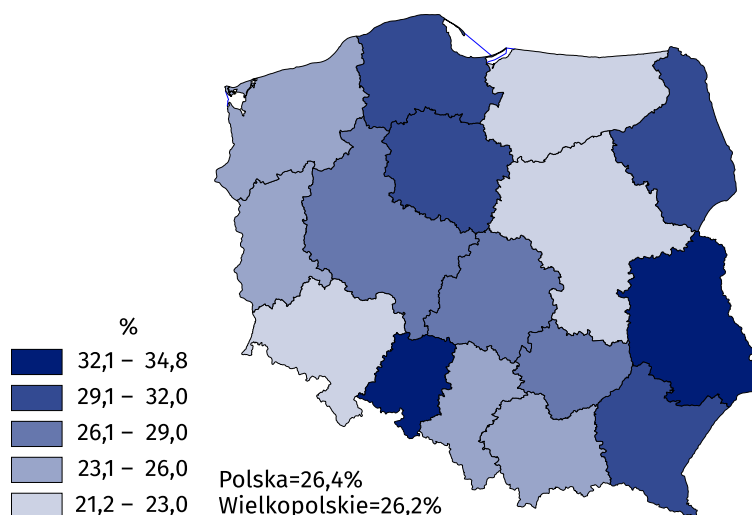 %
32,1 – 34,8
29,1 – 32,0
26,1 – 29,0
23,1 – 26,0
21,2 – 23,0
Polska=26,4%
Wielkopolskie=26,2%